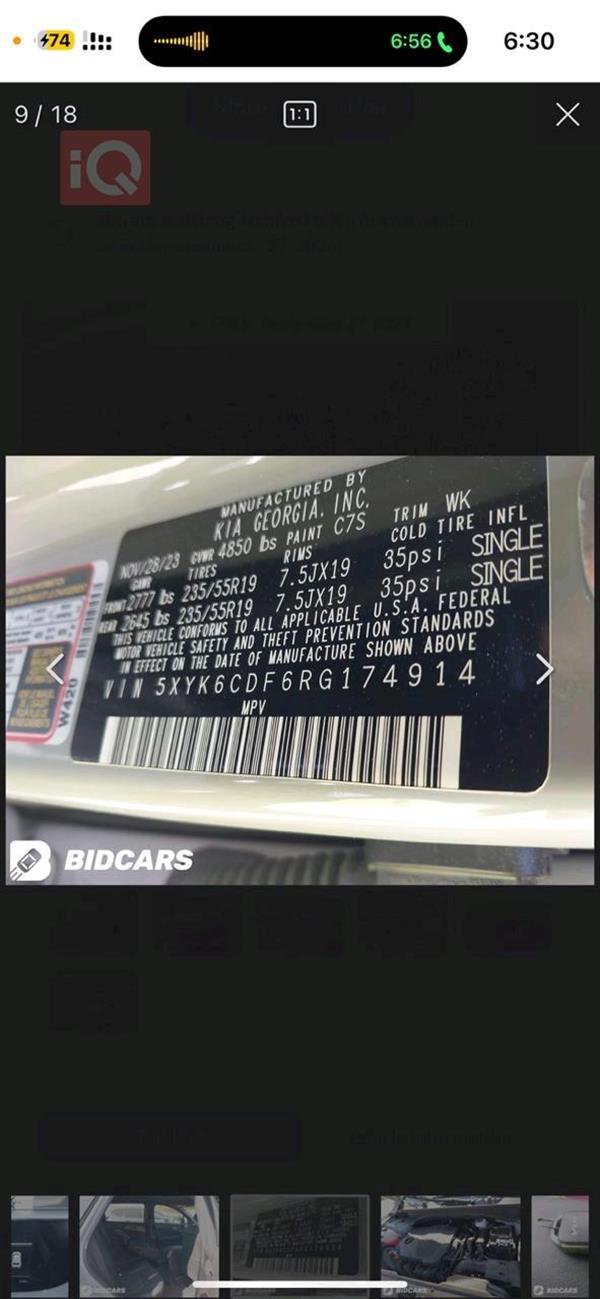 74
6:56
6:30
9 / 18
1:1
iQ
MANUFACTURED BY
KIA GEORGIA, INC.
NOV/28/23 GVWR 4850 lbs PAINT C7S TRIM WK
GAWR TIRES RIMS COLD TIRE INFL
FRONT 2777 lbs 235/55R19 7.5JX19 35psi SINGLE
REAR 2645 lbs 235/55R19 7.5JX19 35psi SINGLE
THIS VEHICLE CONFORMS TO ALL APPLICABLE U.S.A. FEDERAL
MOTOR VEHICLE SAFETY AND THEFT PREVENTION STANDARDS
IN EFFECT ON THE DATE OF MANUFACTURE SHOWN ABOVE
VIN 5XYK6CDF6RG174914
MPV
W420
BIDCARS
BIDCARS
BIDCARS
BIDCARS